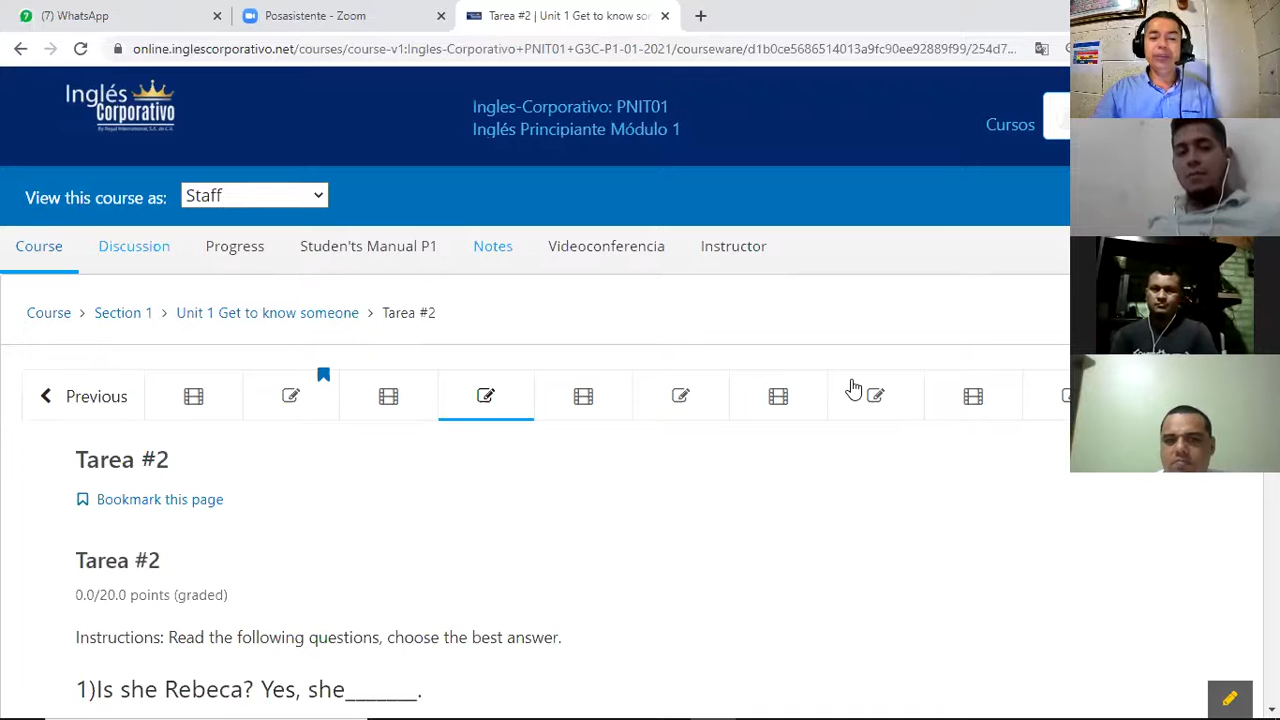 (7) WhatsApp
Posasistente - Zoom
Tarea #2 | Unit 1 Get to know so
online.inglescorporativo.net/courses/course-v1:Ingles-Corporativo+PNIT01+G3C-P1-01-2021/coursew
Inglés
Corporativo
Ingles-Corporativo: PNIT01
Inglés Principiante Módulo 1
Cursos
View this course as:
Staff
Course
Discussion
Progress
Studen'ts Manual P1
Notes
Videoconferencia
Instructor
Course > Section 1 > Unit 1 Get to know someone > Tarea #2
Previous
Tarea #2
Bookmark this page
Tarea #2
0.0/20.0 points (graded)
Instructions: Read the following questions, choose the best answer.
1)Is she Rebeca? Yes, she_______.